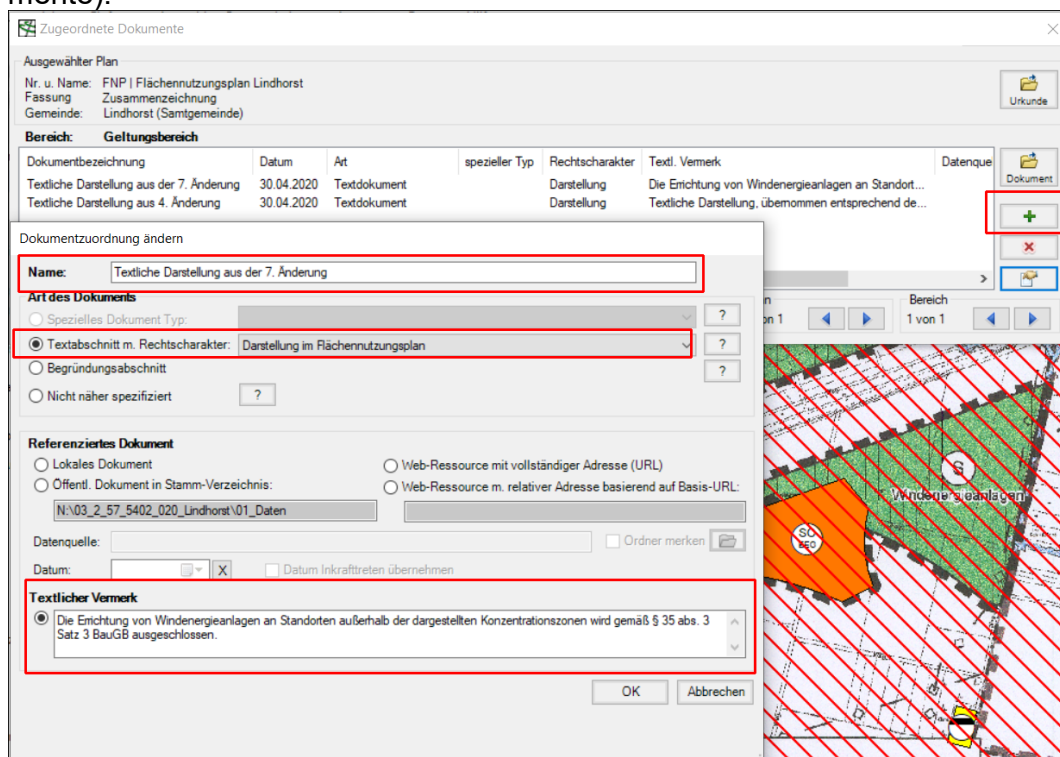 mente).
Zugeordnete Dokumente
Ausgewählter Plan
Nr. u. Name: FNP | Flächennutzungsplan Lindhorst
Fassung Zusammenzeichnung
Gemeinde: Lindhorst (Samtgemeinde)
Urkunde
Bereich: Geltungsbereich
Dokumentbezeichnung Datum Art spezieller Typ Rechtscharakter Textl. Vermerk Datenque
Textliche Darstellung aus der 7. Änderung 30.04.2020 Textdokument Darstellung Die Errichtung von Windenergieanlagen an Standort...
Textliche Darstellung aus 4. Änderung 30.04.2020 Textdokument Darstellung Textliche Darstellung, übernommen entsprechend de...
Dokument
Dokumentzuordnung ändern
Name: Textliche Darstellung aus der 7. Änderung
Art des Dokuments
Spezielles Dokument Typ: ?
Textabschnitt m. Rechtscharakter: Darstellung im Flächennutzungsplan ?
Begründungsabschnitt ?
Nicht näher spezifiziert ?
n Bereich
on 1 1 von 1
Referenziertes Dokument
Lokales Dokument Web-Ressource mit vollständiger Adresse (URL)
Öffentl. Dokument in Stamm-Verzeichnis: Web-Ressource m. relativer Adresse basierend auf Basis-URL:
N:\03_2_57_5402_020_Lindhorst\01_Daten
Datenquelle: Ordner merken
Datum: X Datum Inkrafttreten übernehmen
Textlicher Vermerk
Die Errichtung von Windenergieanlagen an Standorten außerhalb der dargestellten Konzentrationszonen wird gemäß § 35 abs. 3
Satz 3 BauGB ausgeschlossen.
OK Abbrechen
S
Windenergieanlagen
SO